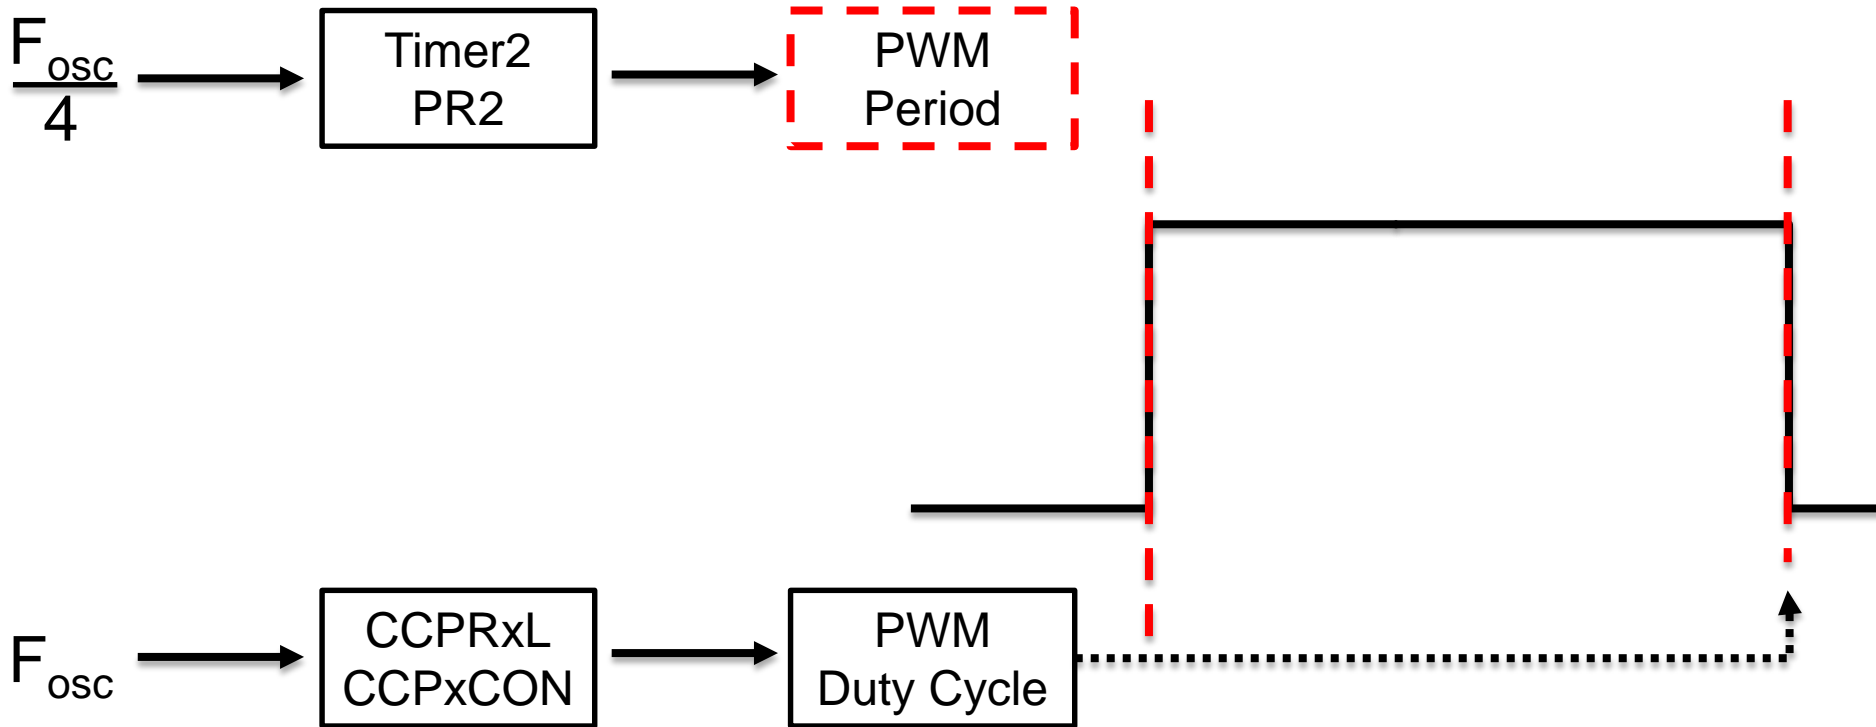 Fosc
4
Timer2
PR2
PWM
Period
Fosc
CCPRxL
CCPxCON
PWM
Duty Cycle